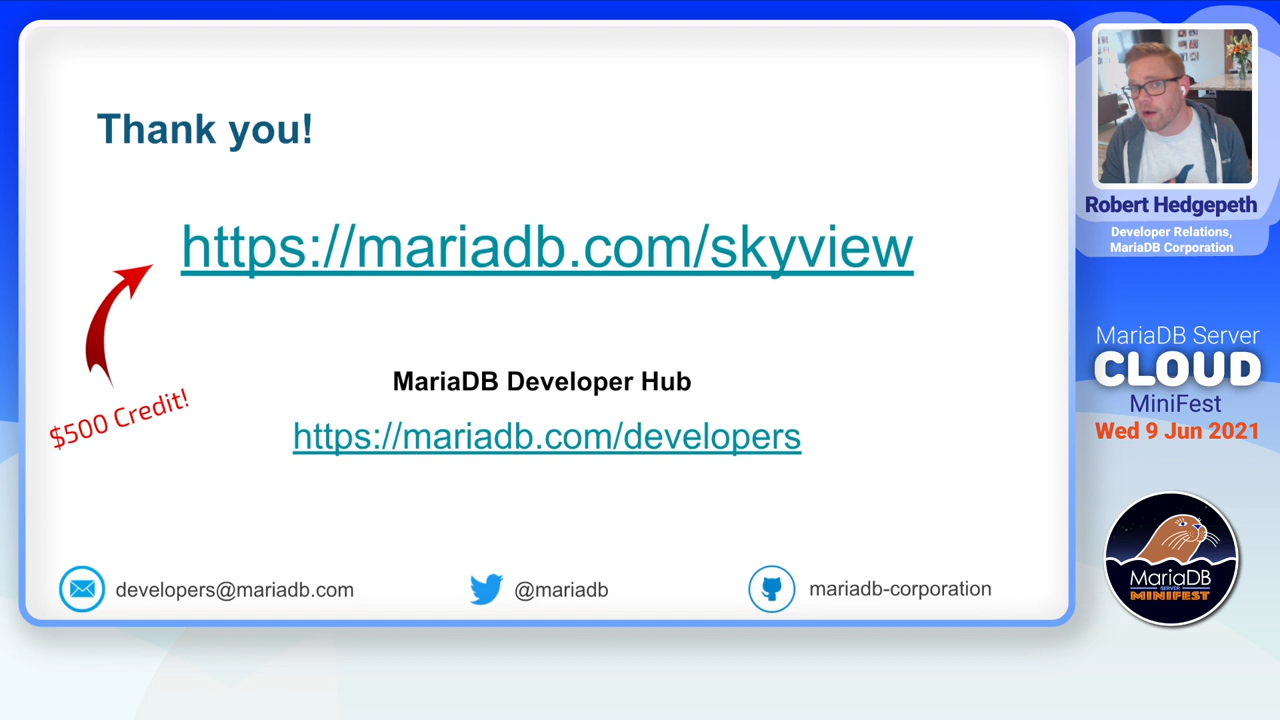 Thank you!
https://mariadb.com/skyview
$500 Credit!
MariaDB Developer Hub
https://mariadb.com/developers
developers@mariadb.com
@mariadb
mariadb-corporation
Robert Hedgepeth
Developer Relations,
MariaDB Corporation
MariaDB Server
CLOUD
MiniFest
Wed 9 Jun 2021
MariaDB
SERVER
MINIFEST